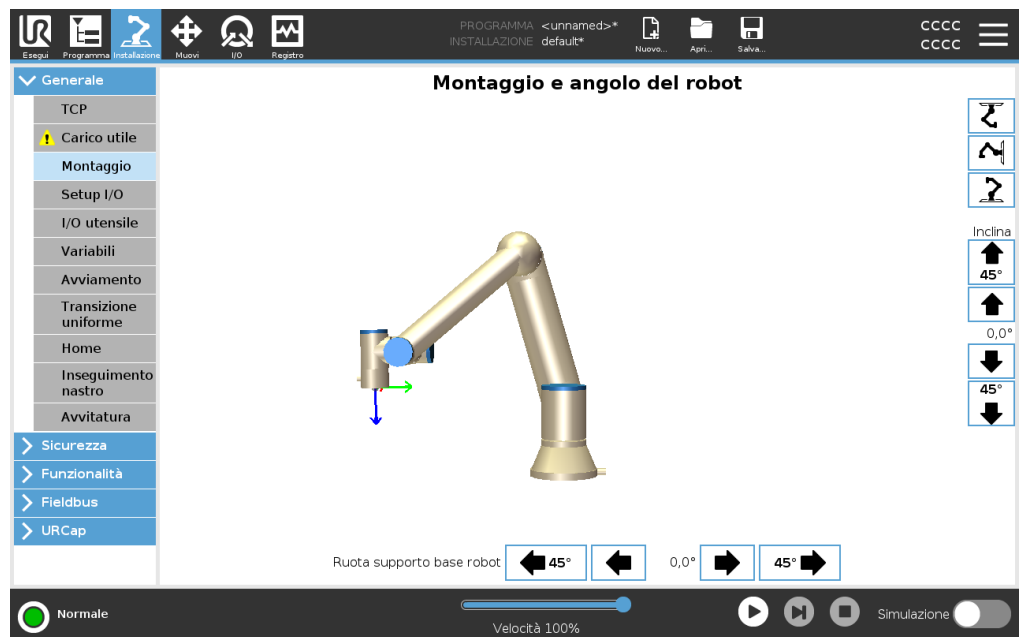 Esegui
Programma
Installazione
Muovi
I/O
Registro
PROGRAMMA <unnamed>*
INSTALLAZIONE default*
Nuovo...
Apri...
Salva...
CCCC
CCCC
Generale
TCP
Carico utile
Montaggio
Setup I/O
I/O utensile
Variabili
Avviamento
Transizione
uniforme
Home
Inseguimento
nastro
Avvitatura
Sicurezza
Funzionalità
Fieldbus
URCap
Montaggio e angolo del robot
Inclina
45°
0,0°
45°
Ruota supporto base robot
45°
0,0°
45°
Normale
Velocità 100%
Simulazione